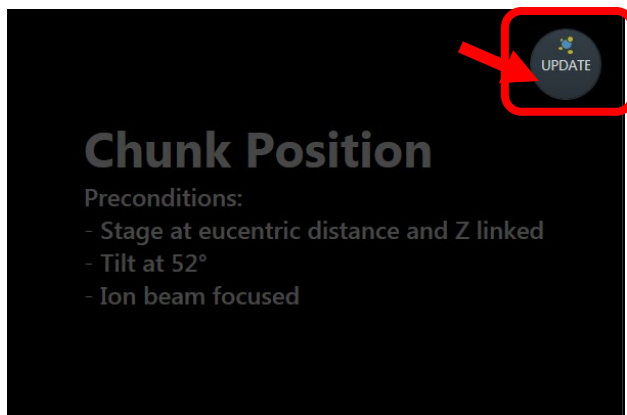 UPDATE
Chunk Position
Preconditions:
- Stage at eucentric distance and Z linked
- Tilt at 52°
- Ion beam focused